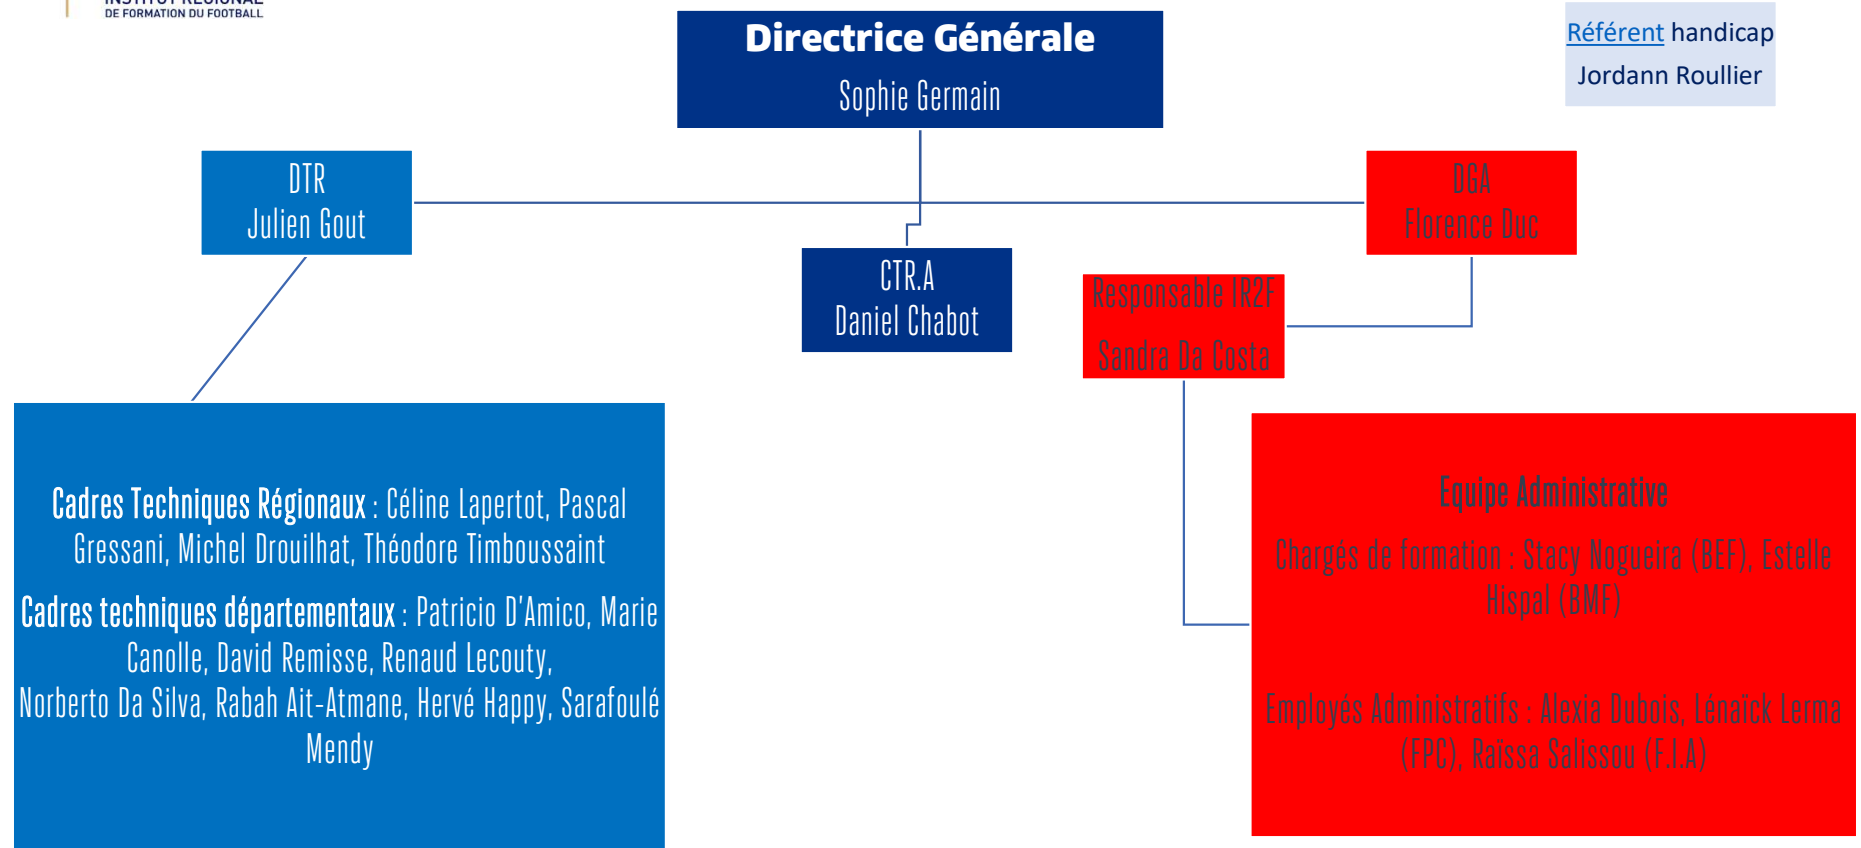 INSTITUT RÉGIONAL
DE FORMATION DU FOOTBALL
Directrice Générale
Sophie Germain
Référent handicap
Jordann Roullier
DTR
Julien Gout
DGA
Florence Duc
CTR.A
Daniel Chabot
Responsable IR2F
Sandra Da Costa
Cadres Techniques Régionaux : Céline Lapertot, Pascal
Gressani, Michel Drouilhat, Théodore Timboussaint
Cadres techniques départementaux : Patricio D'Amico, Marie
Canolle, David Remisse, Renaud Lecouty,
Norberto Da Silva, Rabah Ait-Atmane, Hervé Happy, Sarafoulé
Mendy
Equipe Administrative
Chargés de formation : Stacy Nogueira (BEF), Estelle
Hispal (BMF)
Employés Administratifs : Alexia Dubois, Lénaïck Lerma
(FPC), Raïssa Salissou (F.I.A)